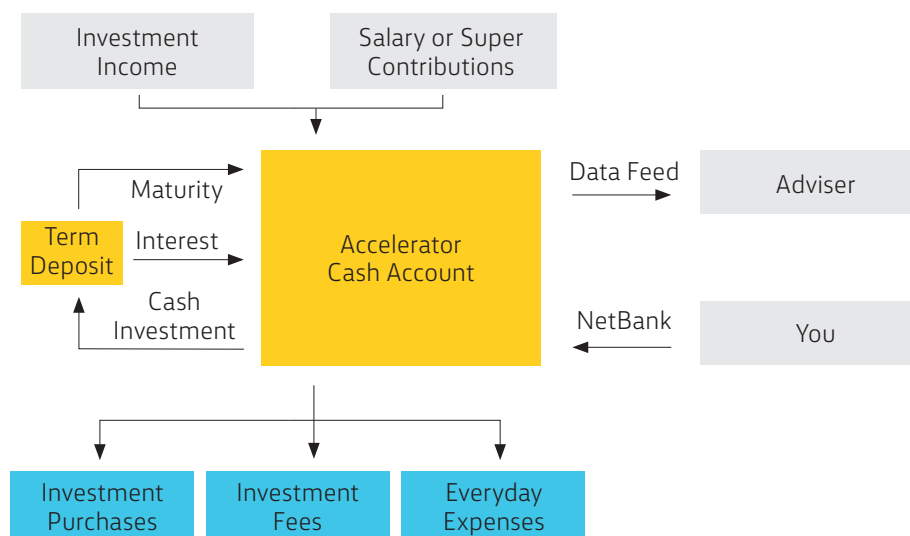 Investment
Income
Salary or Super
Contributions
Maturity
Term
Deposit
Interest
Cash
Investment
Accelerator
Cash Account
Data Feed
Adviser
NetBank
You
Investment
Purchases
Investment
Fees
Everyday
Expenses